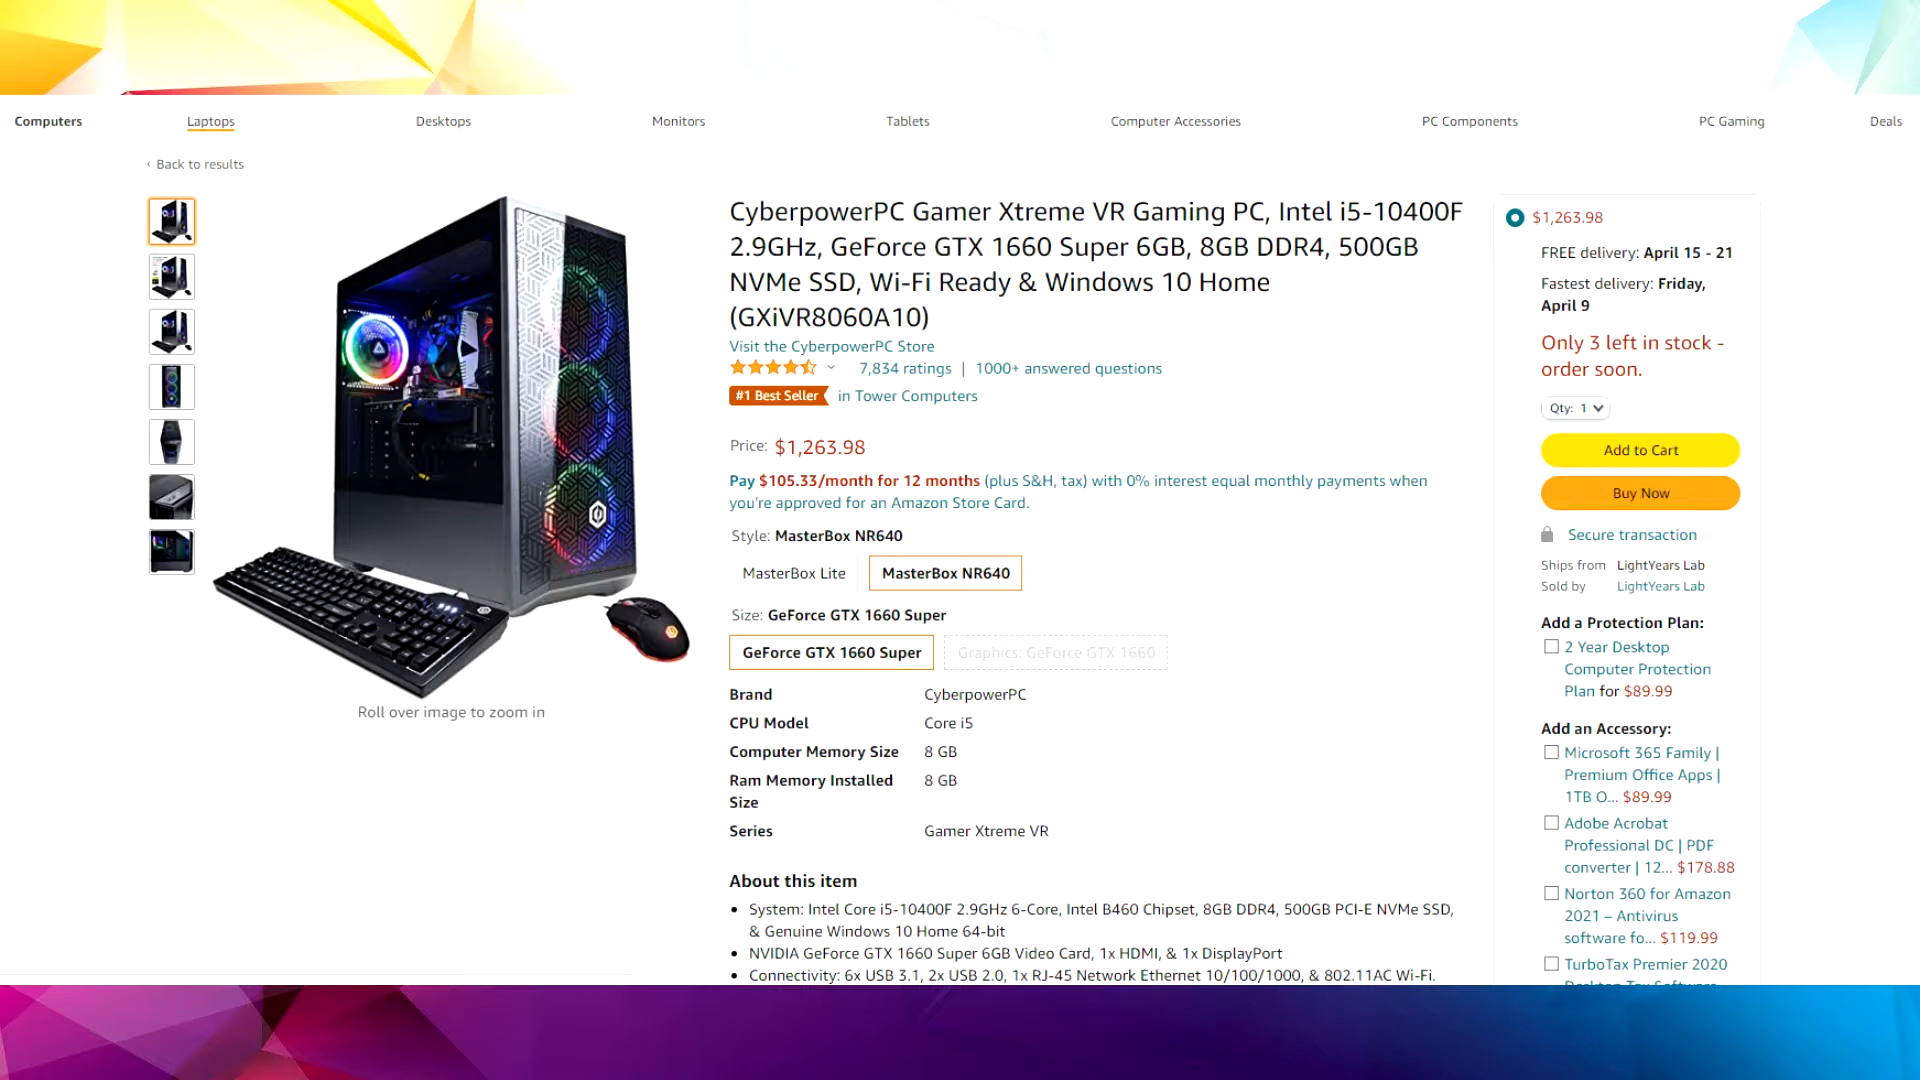 Computers
Laptops
Desktops
Monitors
Tablets
Computer Accessories
PC Components
PC Gaming
Deals
‹ Back to results
Roll over image to zoom in
CyberpowerPC Gamer Xtreme VR Gaming PC, Intel i5-10400F
2.9GHz, GeForce GTX 1660 Super 6GB, 8GB DDR4, 500GB
NVMe SSD, Wi-Fi Ready & Windows 10 Home
(GXiVR8060A10)
Visit the CyberpowerPC Store
7,834 ratings | 1000+ answered questions
#1 Best Seller in Tower Computers
Price: $1,263.98
Pay $105.33/month for 12 months (plus S&H, tax) with 0% interest equal monthly payments when
you're approved for an Amazon Store Card.
Style: MasterBox NR640
MasterBox Lite
MasterBox NR640
Size: GeForce GTX 1660 Super
GeForce GTX 1660 Super
Graphics: GeForce GTX 1660
Brand CyberpowerPC
CPU Model Core i5
Computer Memory Size 8 GB
Ram Memory Installed 8 GB
Size
Series Gamer Xtreme VR
About this item
• System: Intel Core i5-10400F 2.9GHz 6-Core, Intel B460 Chipset, 8GB DDR4, 500GB PCI-E NVMe SSD,
& Genuine Windows 10 Home 64-bit
• NVIDIA GeForce GTX 1660 Super 6GB Video Card, 1x HDMI, & 1x DisplayPort
• Connectivity: 6x USB 3.1, 2x USB 2.0, 1x RJ-45 Network Ethernet 10/100/1000, & 802.11AC Wi-Fi.
$1,263.98
FREE delivery: April 15 - 21
Fastest delivery: Friday,
April 9
Only 3 left in stock -
order soon.
Qty: 1
Add to Cart
Buy Now
Secure transaction
Ships from LightYears Lab
Sold by LightYears Lab
Add a Protection Plan:
2 Year Desktop
Computer Protection
Plan for $89.99
Add an Accessory:
Microsoft 365 Family |
Premium Office Apps |
1TB O... $89.99
Adobe Acrobat
Professional DC | PDF
converter | 12... $178.88
Norton 360 for Amazon
2021 – Antivirus
software fo... $119.99
TurboTax Premier 2020
Desktop Tax Software